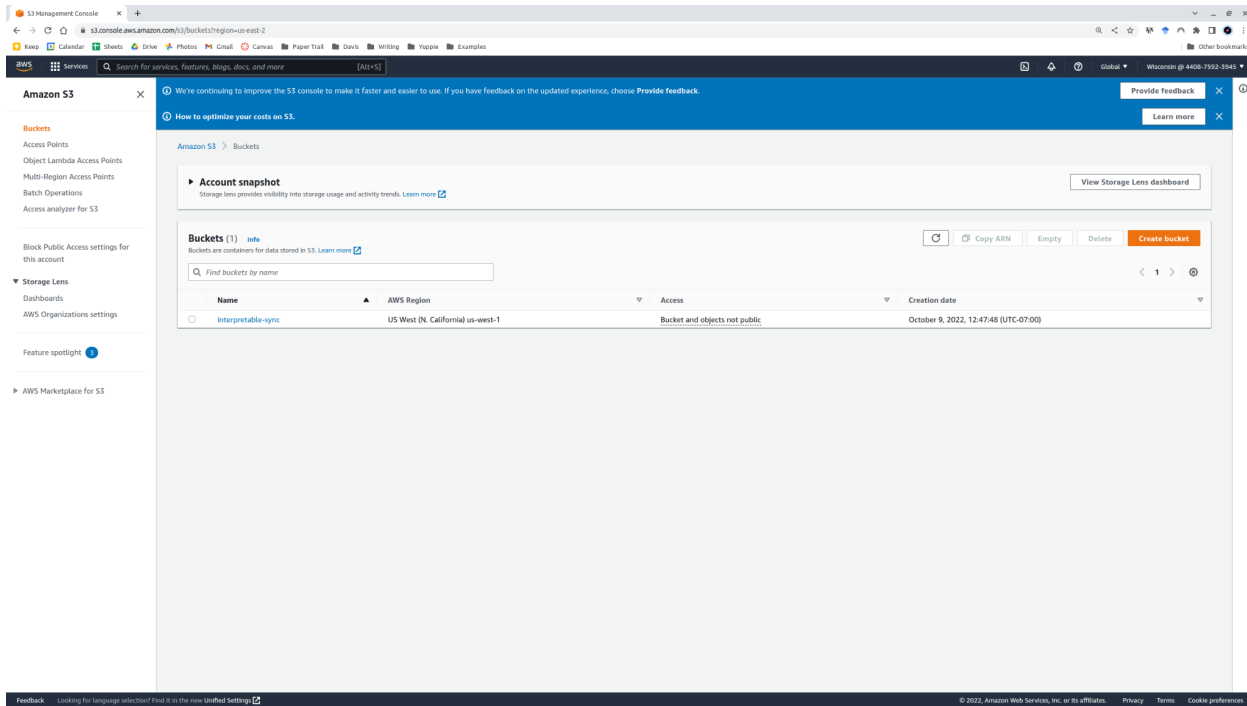 S3 Management Console
s3.console.aws.amazon.com/s3/buckets?region=us-east-2
Keep Calendar Sheets Drive Photos Gmail Canvas Paper Trail Davis Writing Yuppie Examples Other bookmark
aws Services Search for services, features, blogs, docs, and more [Alt+S] Global Wisconsin @ 4408-7592-3945
Amazon S3
Buckets
Access Points
Object Lambda Access Points
Multi-Region Access Points
Batch Operations
Access analyzer for S3
Block Public Access settings for
this account
Storage Lens
Dashboards
AWS Organizations settings
Feature spotlight 3
AWS Marketplace for S3
We're continuing to improve the S3 console to make it faster and easier to use. If you have feedback on the updated experience, choose Provide feedback. Provide feedback
How to optimize your costs on S3. Learn more
Amazon S3 > Buckets
Account snapshot
Storage lens provides visibility into storage usage and activity trends. Learn more
View Storage Lens dashboard
Buckets (1) Info
Buckets are containers for data stored in S3. Learn more
Copy ARN Empty Delete Create bucket
Find buckets by name
< 1 >
Name AWS Region Access Creation date
interpretable-sync US West (N. California) us-west-1 Bucket and objects not public October 9, 2022, 12:47:48 (UTC-07:00)
Feedback Looking for language selection? Find it in the new Unified Settings © 2022, Amazon Web Services, Inc. or its affiliates. Privacy Terms Cookie preferences